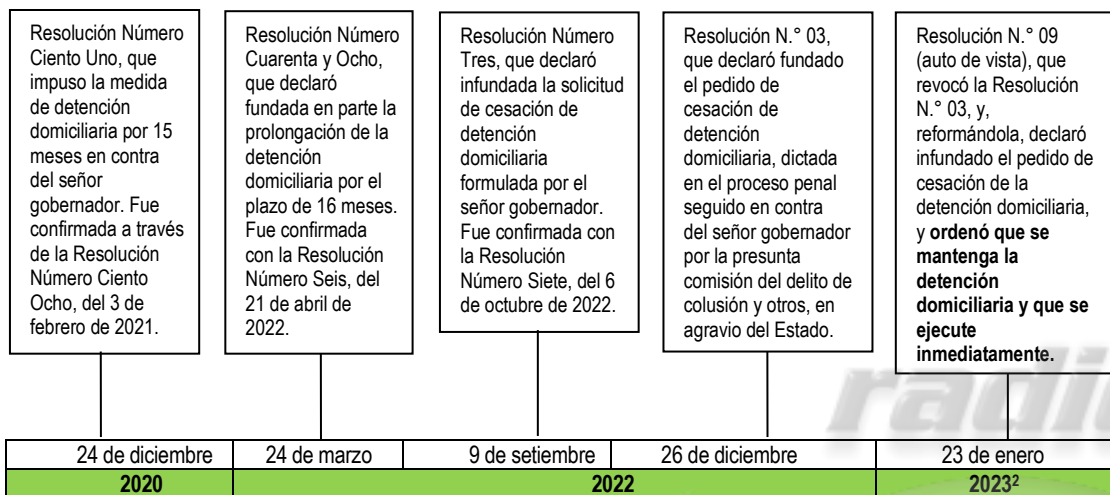 Resolución Número
Ciento Uno, que
impuso la medida
de detención
domiciliaria por 15
meses en contra
del señor
gobernador. Fue
confirmada a través
de la Resolución
Número Ciento
Ocho, del 3 de
febrero de 2021.
Resolución Número
Cuarenta y Ocho,
que declaró
fundada en parte la
prolongación de la
detención
domiciliaria por el
plazo de 16 meses.
Fue confirmada
con la Resolución
Número Seis, del
21 de abril de
2022.
Resolución Número
Tres, que declaró
infundada la solicitud
de cesación de
detención
domiciliaria
formulada por el
señor gobernador.
Fue confirmada con
la Resolución
Número Siete, del 6
de octubre de 2022.
Resolución N.° 03,
que declaró fundado
el pedido de
cesación de
detención
domiciliaria, dictada
en el proceso penal
seguido en contra
del señor gobernador
por la presunta
comisión del delito de
colusión y otros, en
agravio del Estado.
Resolución N.° 09
(auto de vista), que
revocó la Resolución
N.° 03, y,
reformándola, declaró
infundado el pedido de
cesación de la
detención domiciliaria,
y ordenó que se
mantenga la
detención
domiciliaria y que se
ejecute
inmediatamente.
radi
24 de diciembre
24 de marzo
9 de setiembre
26 de diciembre
23 de enero
2020
2022
2023²